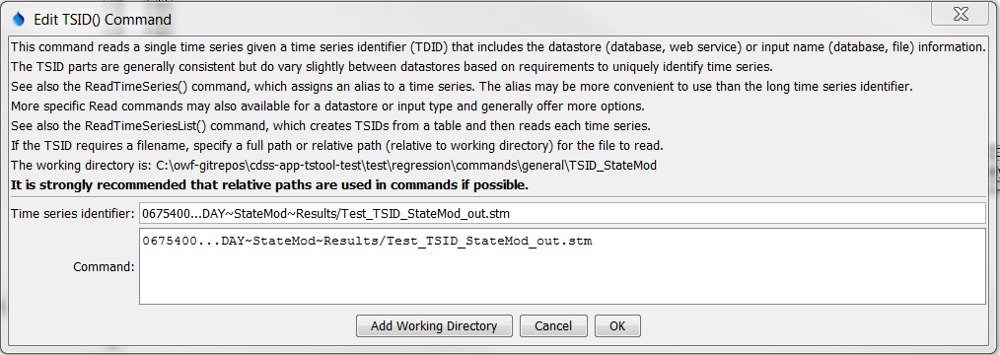 Edit TSID() Command
This command reads a single time series given a time series identifier (TDID) that includes the datastore (database, web service) or input name (database, file) information.
The TSID parts are generally consistent but do vary slightly between datastores based on requirements to uniquely identify time series.
See also the ReadTimeSeries() command, which assigns an alias to a time series. The alias may be more convenient to use than the long time series identifier.
More specific Read commands may also available for a datastore or input type and generally offer more options.
See also the ReadTimeSeriesList() command, which creates TSIDs from a table and then reads each time series.
If the TSID requires a filename, specify a full path or relative path (relative to working directory) for the file to read.
The working directory is: C:\owf-gitrepos\cdss-app-tstool-test\test\regression\commands\general\TSID_StateMod
It is strongly recommended that relative paths are used in commands if possible.
Time series identifier: 0675400...DAY~StateMod~Results/Test_TSID_StateMod_out.stm
0675400...DAY~StateMod~Results/Test_TSID_StateMod_out.stm
Command:
Add Working Directory Cancel OK